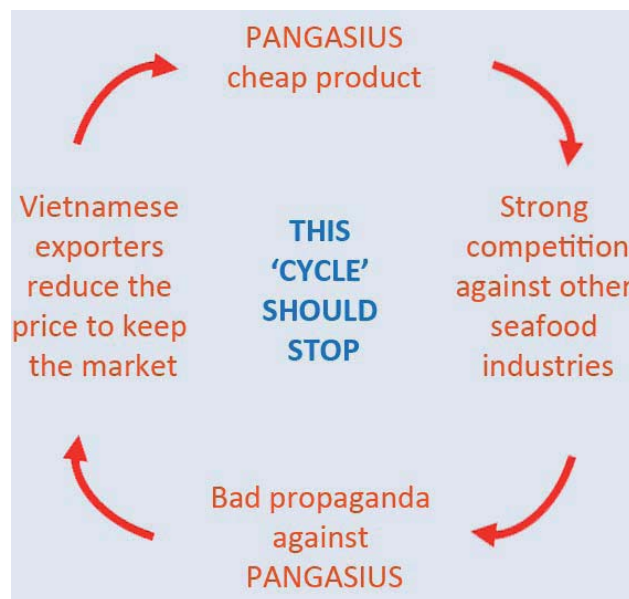 PANGASIUS
cheap product
Strong
competition
against other
seafood
industries
Bad propaganda
against
PANGASIUS
Vietnamese
exporters
reduce the
price to keep
the market
THIS
‘CYCLE’
SHOULD
STOP